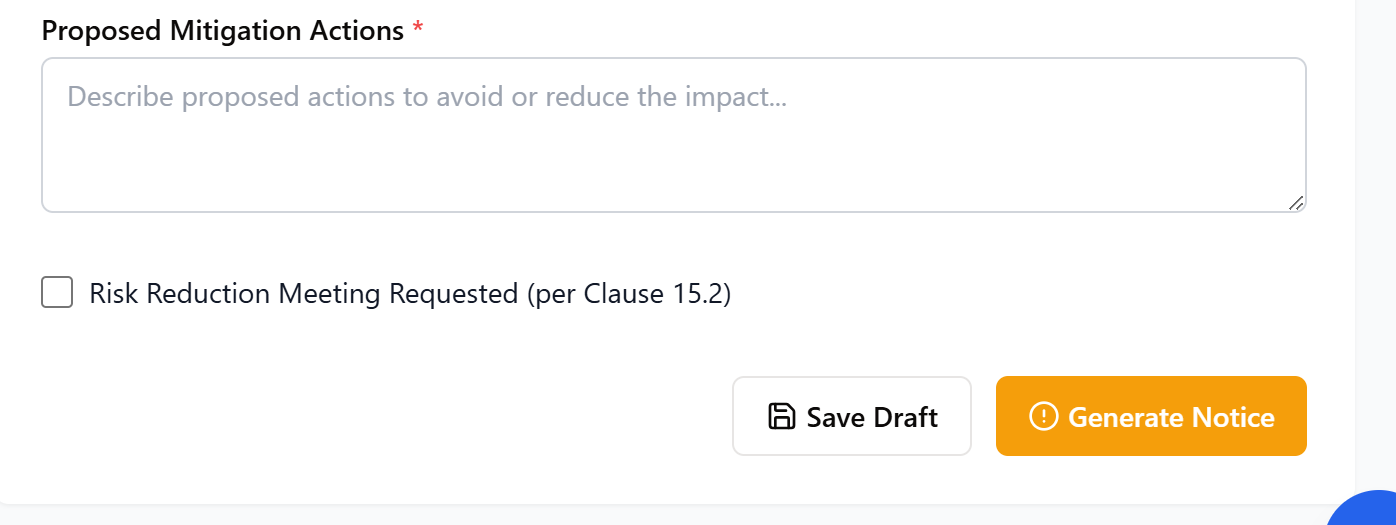 Proposed Mitigation Actions *
Describe proposed actions to avoid or reduce the impact...
Risk Reduction Meeting Requested (per Clause 15.2)
Save Draft
Generate Notice